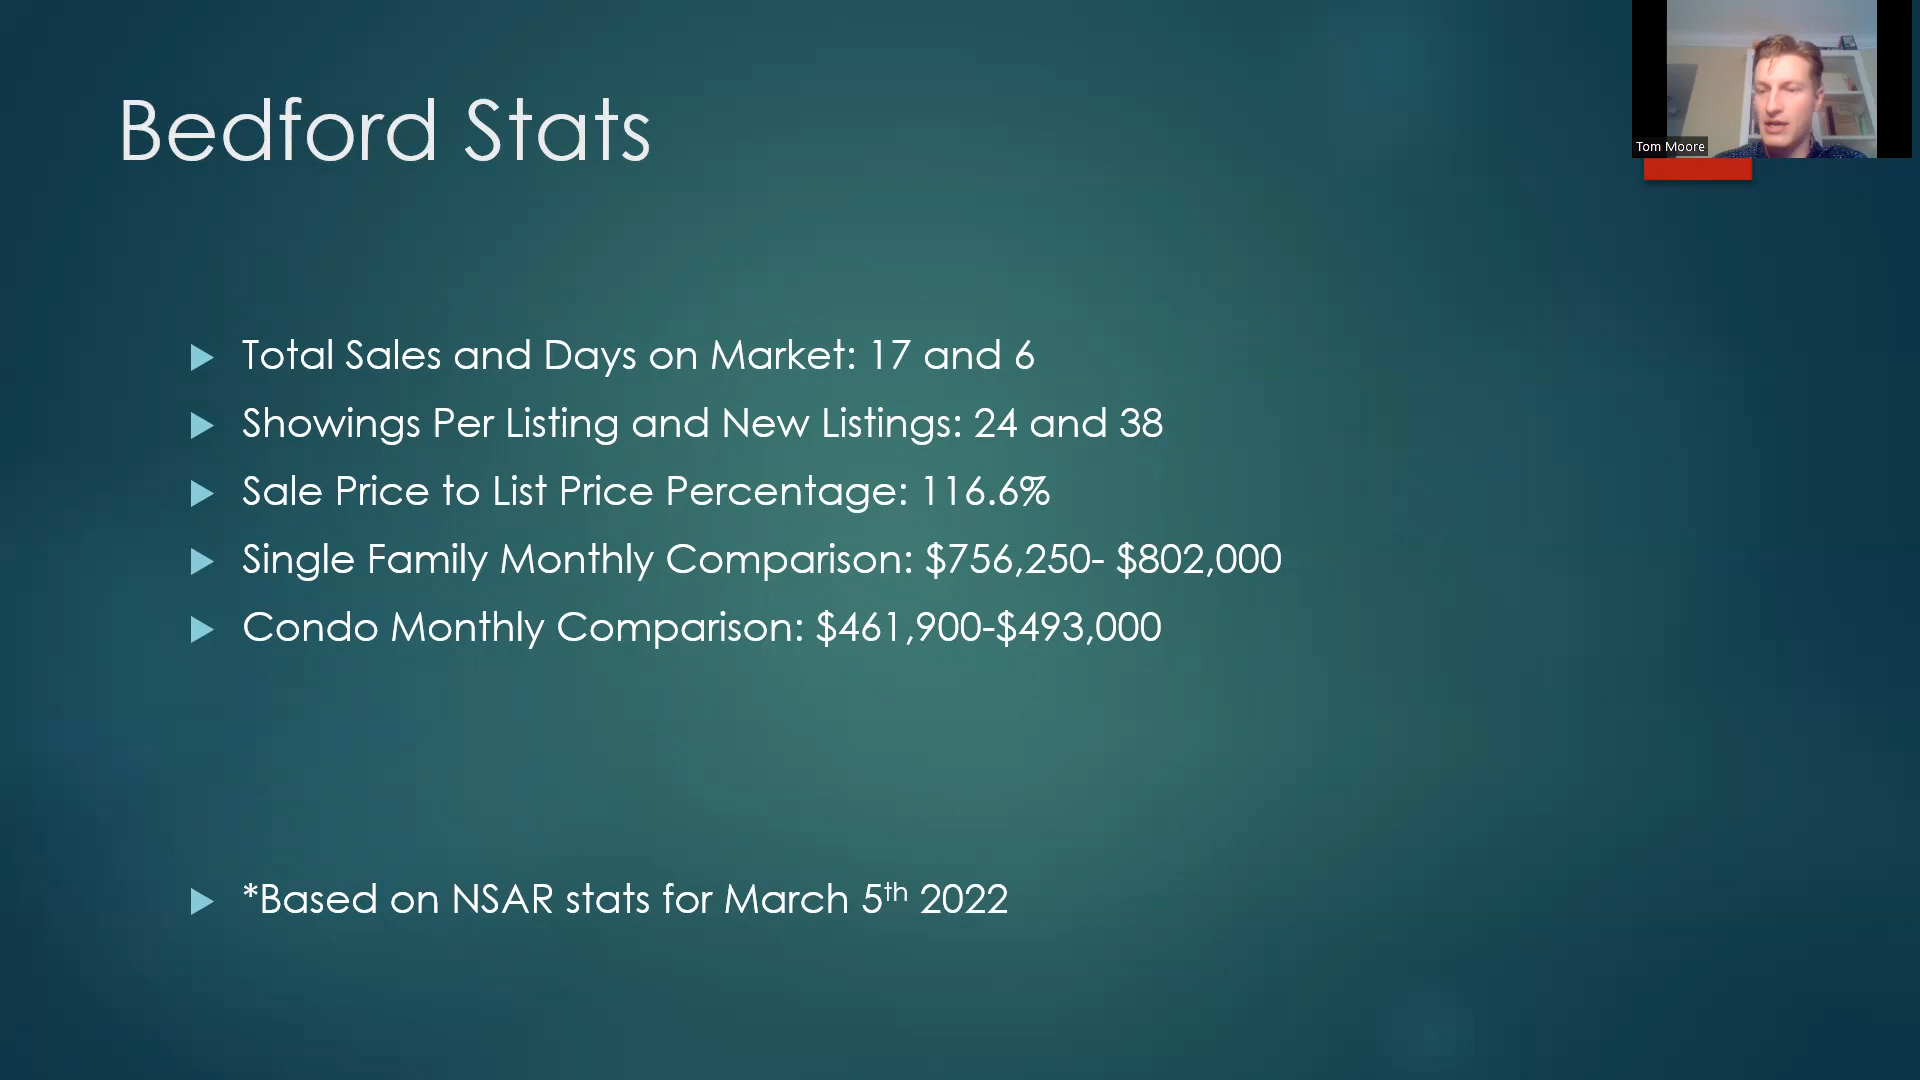 Bedford Stats
Tom Moore
Total Sales and Days on Market: 17 and 6
Showings Per Listing and New Listings: 24 and 38
Sale Price to List Price Percentage: 116.6%
Single Family Monthly Comparison: $756,250- $802,000
Condo Monthly Comparison: $461,900-$493,000
*Based on NSAR stats for March 5th 2022